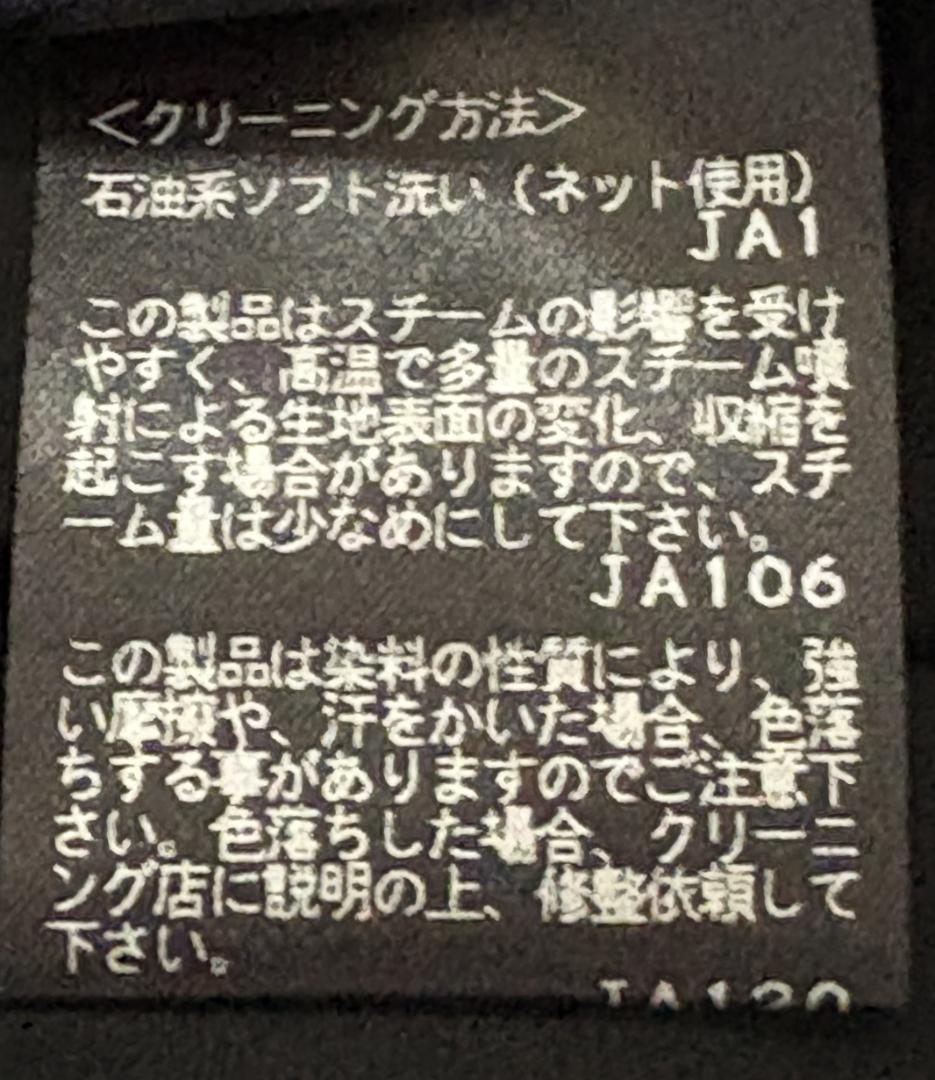 ＜クリーニング方法＞
石油系ソフト洗い（ネット使用）
JA1
この製品はスチームの影響を受け
やすく、高温で多量のスチーム噴
射による生地表面の変化、収縮を
起こす場合がありますので、スチ
ーム量は少なめにして下さい。
JA106
この製品は染料の性質により、強
い摩擦や、汗をかいた場合、色落
ちする事がありますのでご注意下
さい。色落ちした場合、クリーニ
ング店に説明の上、修整依頼して
下さい。